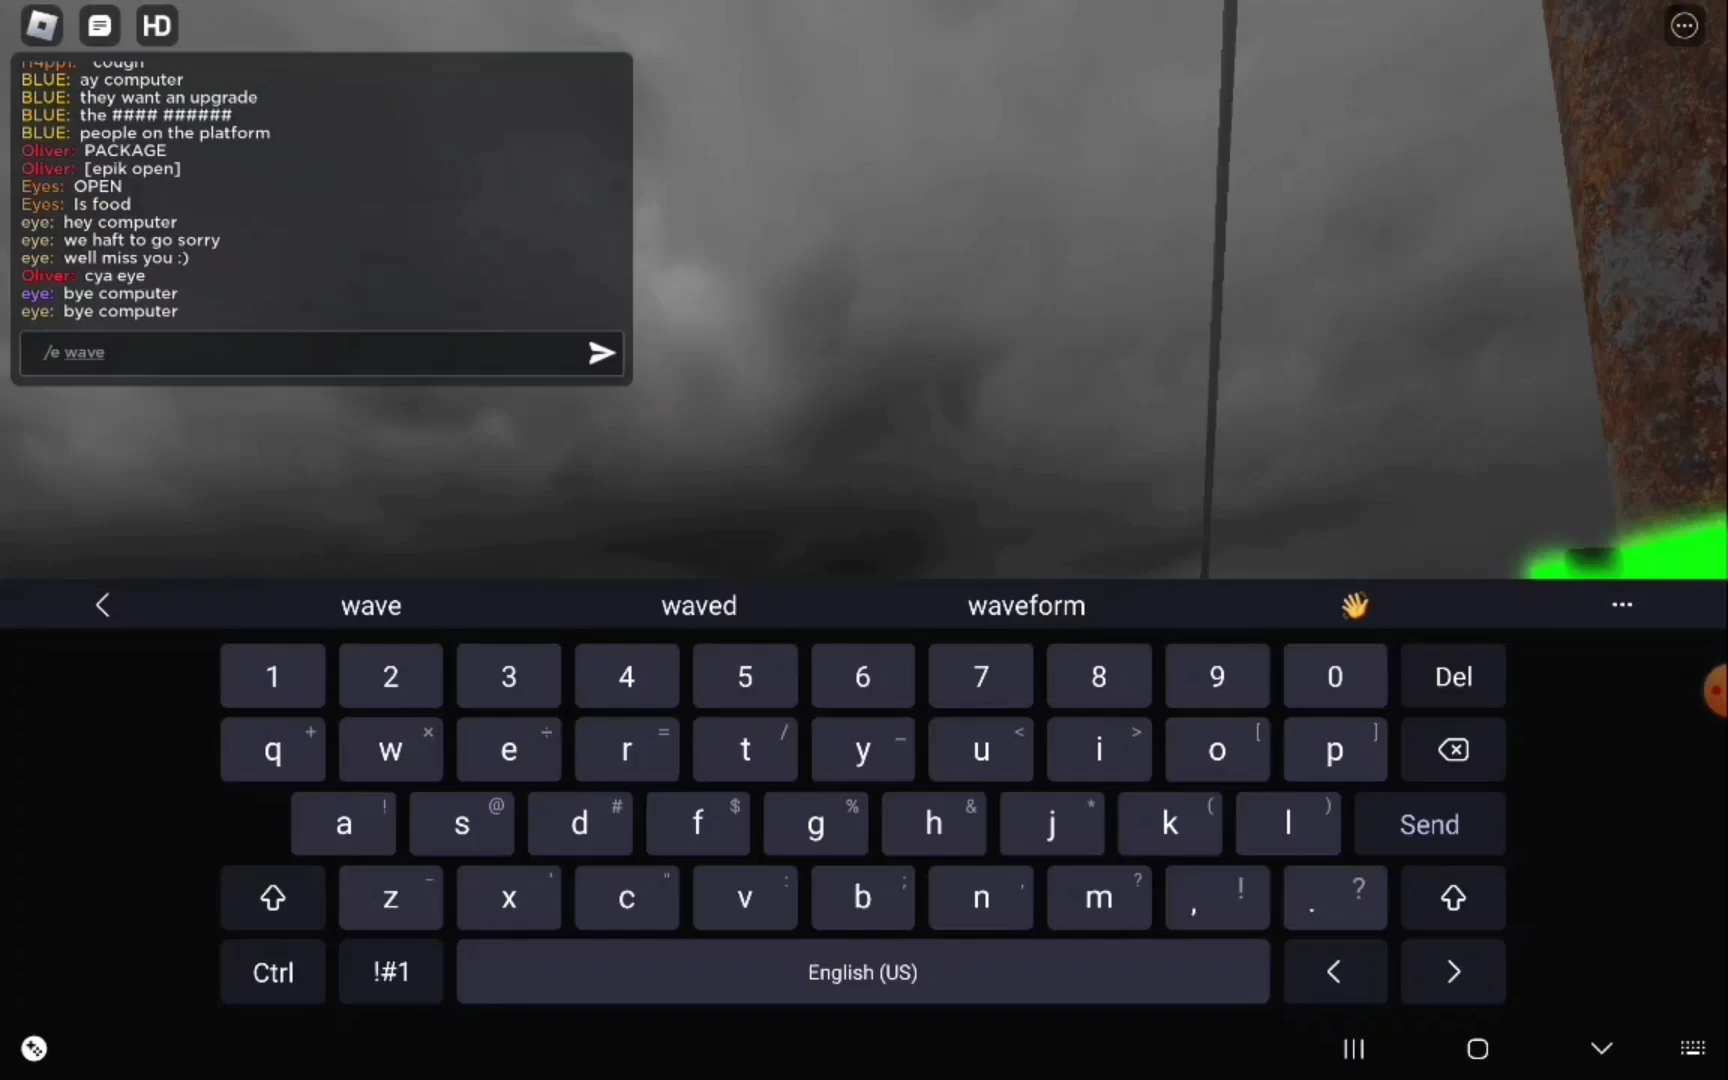 HD
H4ppi: *cough*
BLUE: ay computer
BLUE: they want an upgrade
BLUE: the #### ######
BLUE: people on the platform
Oliver: PACKAGE
Oliver: [epik open]
Eyes: OPEN
Eyes: Is food
eye: hey computer
eye: we haft to go sorry
eye: well miss you :)
Oliver: cya eye
eye: bye computer
eye: bye computer
/e wave
wave waved waveform 👋 ...
1 2 3 4 5 6 7 8 9 0 Del
q + w × e ÷ r = t / y _ u < i > o [ p ]
a ! s @ d # f $ g % h & j * k ( l ) Send
z - x ' c " v : b ; n , m ? , ! . ?
Ctrl !#1 English (US) < >